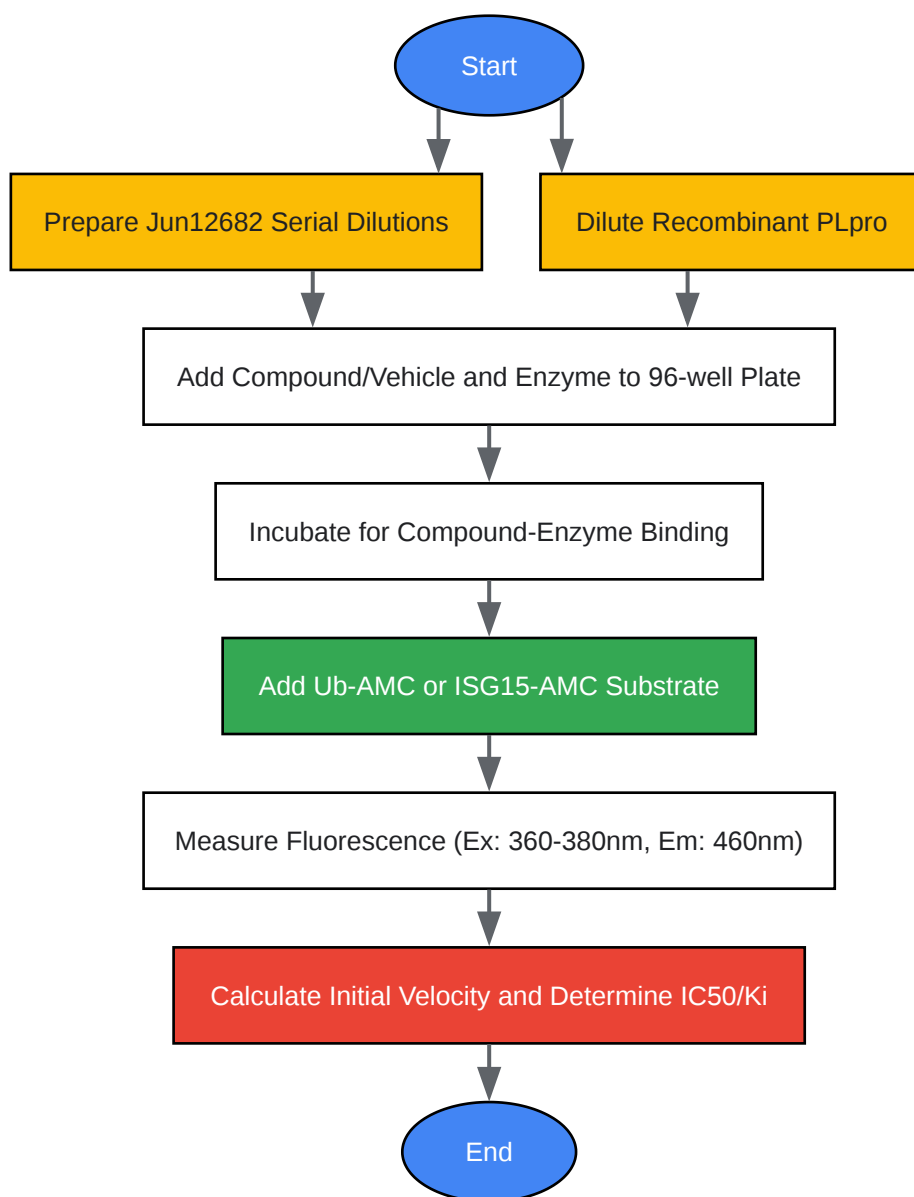 Start
Prepare Jun12682 Serial Dilutions
Dilute Recombinant PLpro
Add Compound/Vehicle and Enzyme to 96-well Plate
Incubate for Compound-Enzyme Binding
Add Ub-AMC or ISG15-AMC Substrate
Measure Fluorescence (Ex: 360-380nm, Em: 460nm)
Calculate Initial Velocity and Determine IC50/Ki
End